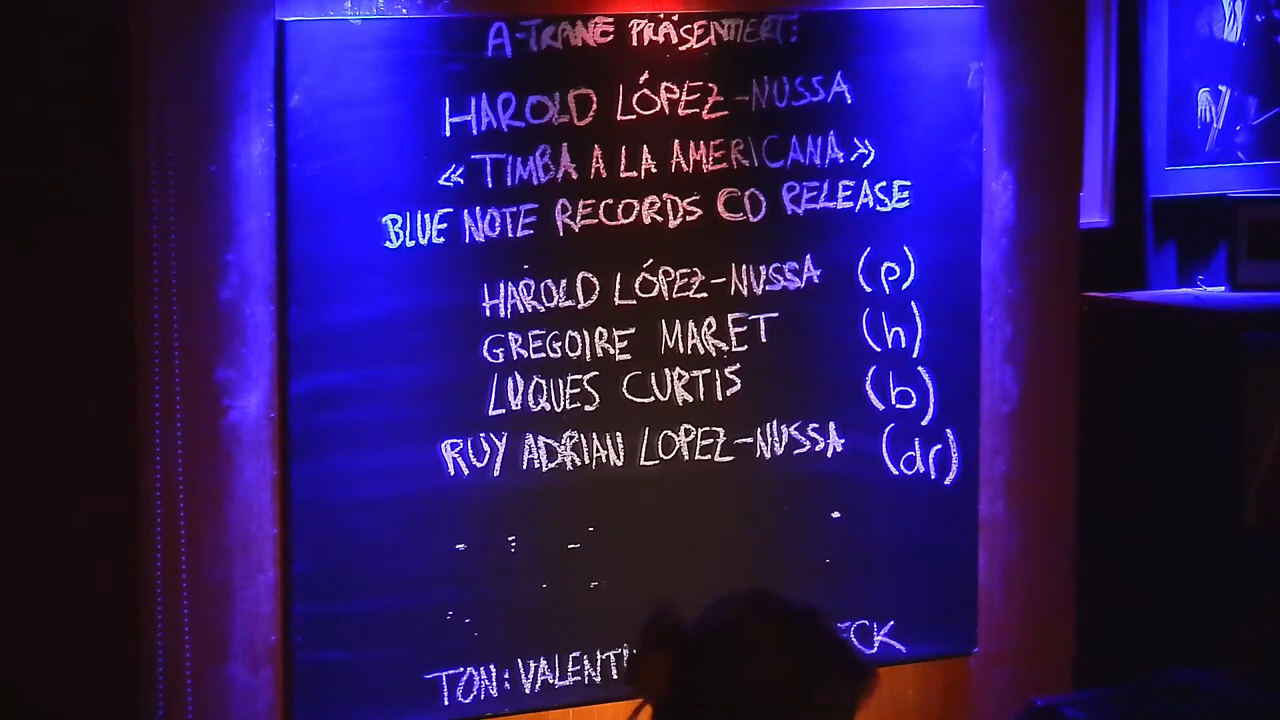 A-TRANE PRÄSENTIERT:
HAROLD LÓPEZ-NUSSA
« TIMBA A LA AMERICANA »
BLUE NOTE RECORDS CD RELEASE
HAROLD LÓPEZ-NUSSA (p)
GREGOIRE MARET (h)
LUQUES CURTIS (b)
RUY ADRIAN LOPEZ-NUSSA (dr)
TON: